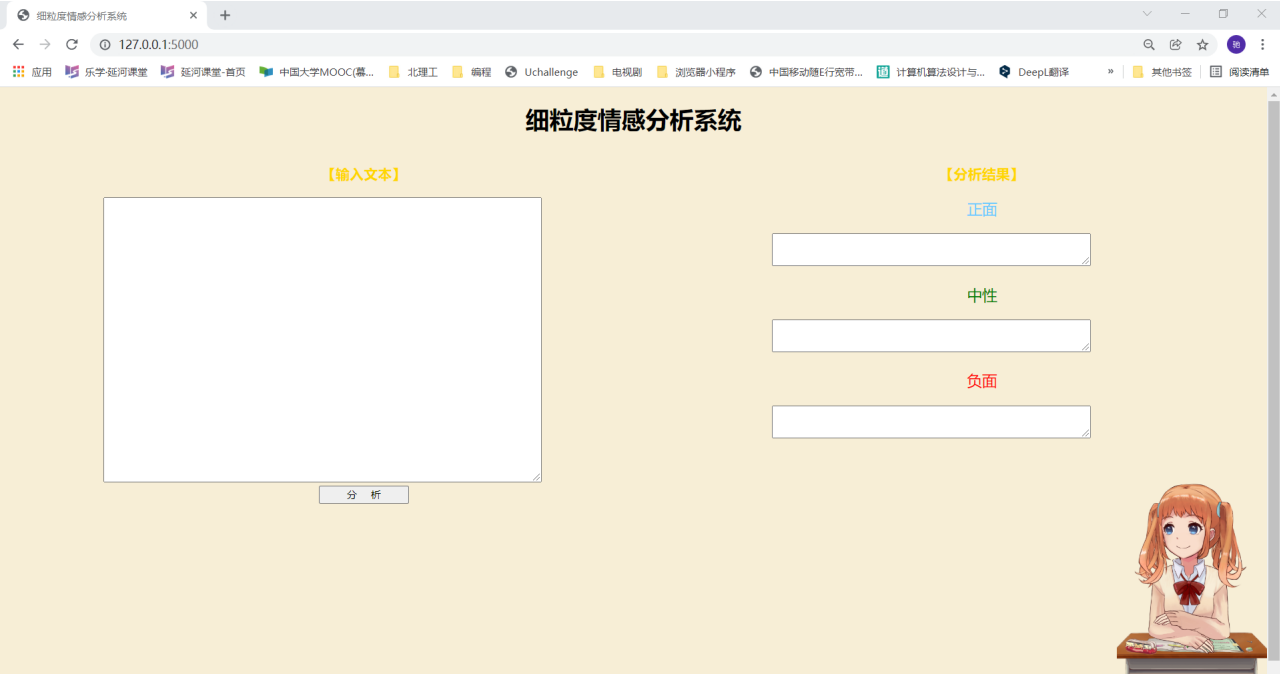 细粒度情感分析系统
127.0.0.1:5000
驰
应用 乐学-延河课堂 延河课堂-首页 中国大学MOOC(幕... 北理工 编程 Uchallenge 电视剧 浏览器小程序 中国移动随E行宽带... 计算机算法设计与... DeepL翻译 » 其他书签 阅读清单
细粒度情感分析系统
【输入文本】
【分析结果】
正面
中性
负面
分 析